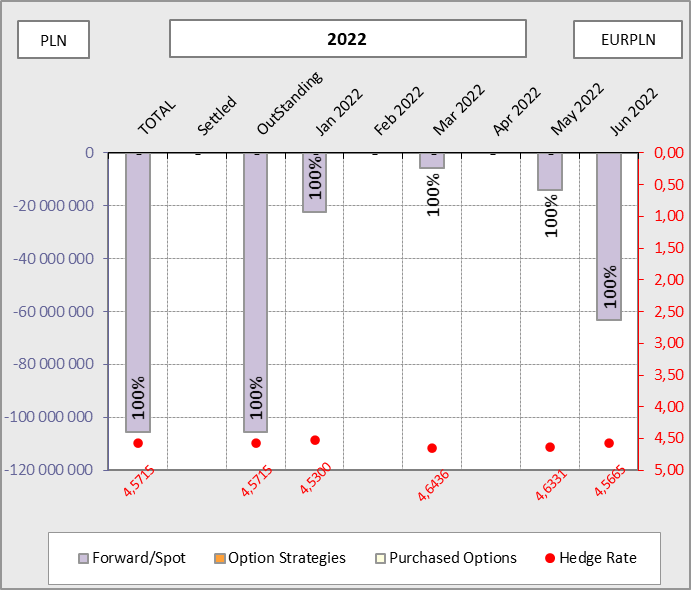 PLN
2022
EURPLN
TOTAL
Settled
OutStanding
Jan 2022
Feb 2022
Mar 2022
Apr 2022
May 2022
Jun 2022
0
-20 000 000
-40 000 000
-60 000 000
-80 000 000
-100 000 000
-120 000 000
100%
100%
100%
100%
100%
100%
0,00
0,50
1,00
1,50
2,00
2,50
3,00
3,50
4,00
4,50
5,00
4,5715
4,5715
4,5300
4,6436
4,6331
4,5665
Forward/Spot
Option Strategies
Purchased Options
Hedge Rate